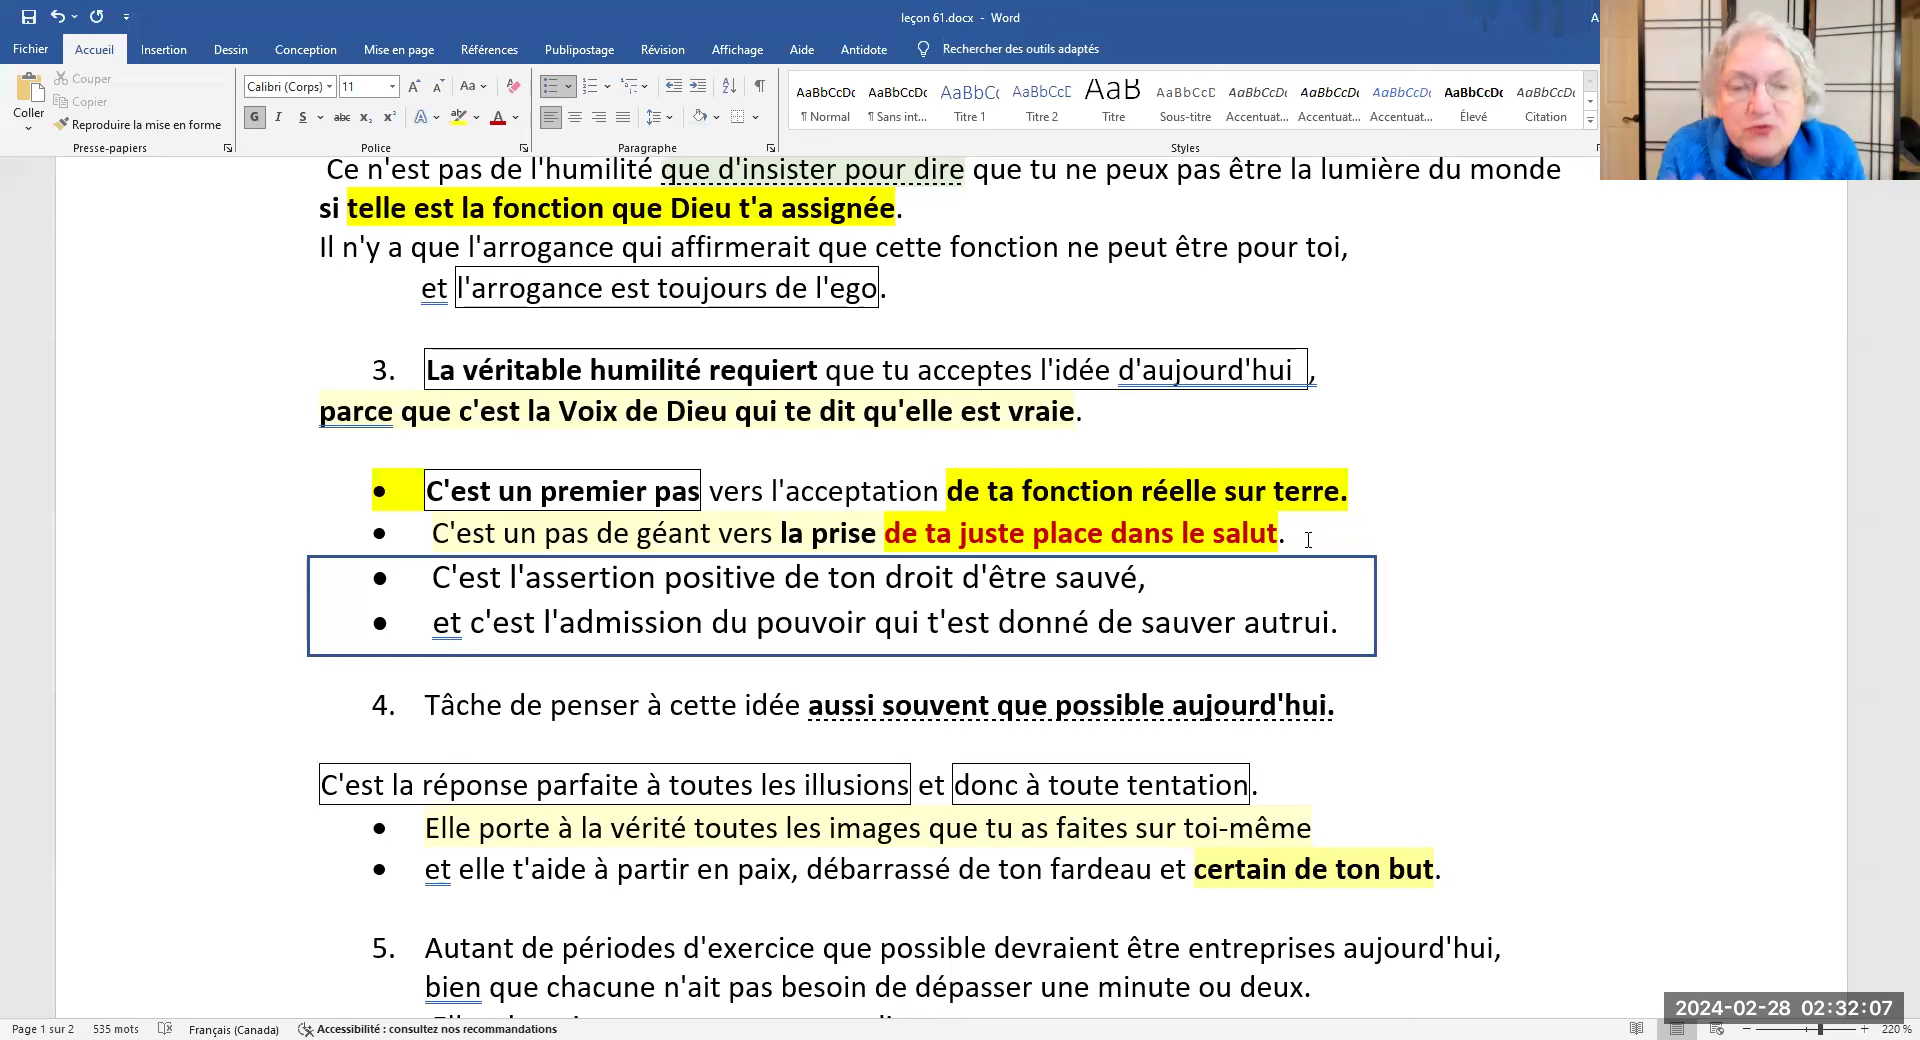 leçon 61.docx - Word
A
Fichier
Accueil
Insertion
Dessin
Conception
Mise en page
Références
Publipostage
Révision
Affichage
Aide
Antidote
Rechercher des outils adaptés
Coller
Couper
Copier
Reproduire la mise en forme
Presse-papiers
Calibri (Corps)
11
Aa
G I S abc x₂ x² A A
Police
Paragraphe
AaBbCcDc
¶ Normal
AaBbCcDc
¶ Sans int...
AaBbCc
Titre 1
AaBbCcD
Titre 2
AaB
Titre
AaBbCcD
Sous-titre
AaBbCcDc
Accentuat...
AaBbCcDc
Accentuat...
AaBbCcDc
Accentuat...
AaBbCcDc
Élevé
AaBbCcDc
Citation
Styles
Ce n'est pas de l'humilité que d'insister pour dire que tu ne peux pas être la lumière du monde
si telle est la fonction que Dieu t'a assignée.
Il n'y a que l'arrogance qui affirmerait que cette fonction ne peut être pour toi,
et l'arrogance est toujours de l'ego.
3. La véritable humilité requiert que tu acceptes l'idée d'aujourd'hui ,
parce que c'est la Voix de Dieu qui te dit qu'elle est vraie.
• C'est un premier pas vers l'acceptation de ta fonction réelle sur terre.
• C'est un pas de géant vers la prise de ta juste place dans le salut.
• C'est l'assertion positive de ton droit d'être sauvé,
• et c'est l'admission du pouvoir qui t'est donné de sauver autrui.
4. Tâche de penser à cette idée aussi souvent que possible aujourd'hui.
C'est la réponse parfaite à toutes les illusions et donc à toute tentation.
• Elle porte à la vérité toutes les images que tu as faites sur toi-même
• et elle t'aide à partir en paix, débarrassé de ton fardeau et certain de ton but.
5. Autant de périodes d'exercice que possible devraient être entreprises aujourd'hui,
bien que chacune n'ait pas besoin de dépasser une minute ou deux.
2024-02-28 02:32:07
Page 1 sur 2
535 mots
Français (Canada)
Accessibilité : consultez nos recommandations
220 %